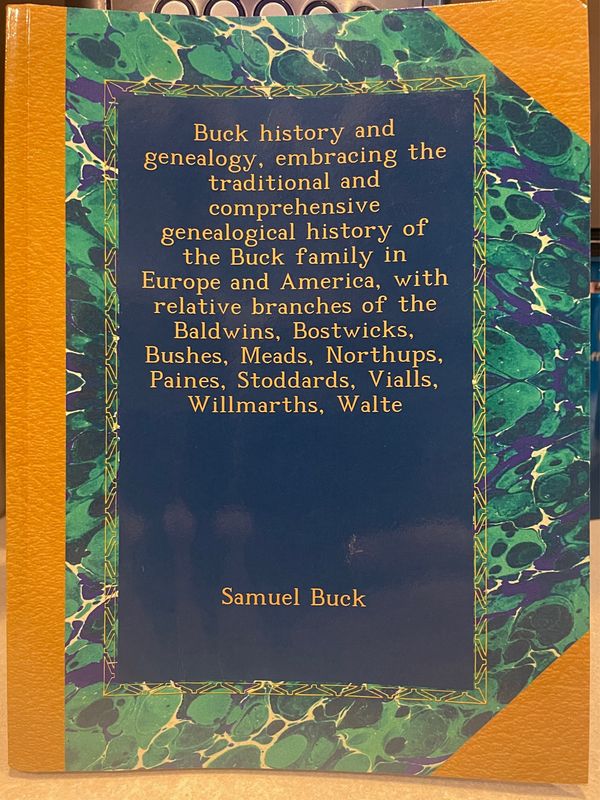 Buck history and
genealogy, embracing the
traditional and
comprehensive
genealogical history of
the Buck family in
Europe and America, with
relative branches of the
Baldwins, Bostwicks,
Bushes, Meads, Northups,
Paines, Stoddards, Vialls,
Willmarths, Walte
Samuel Buck